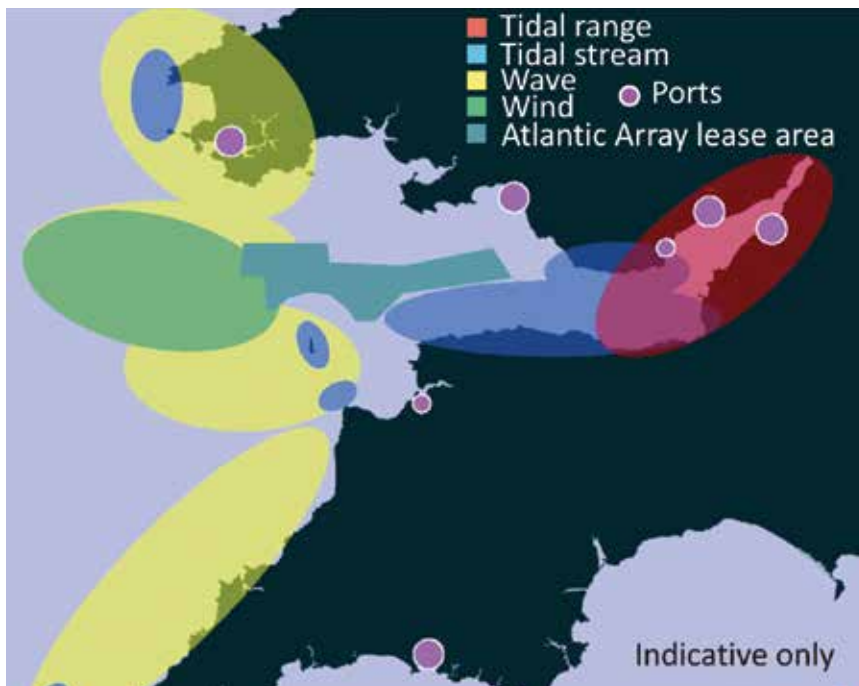 Tidal range
Tidal stream
Wave
Wind
Ports
Atlantic Array lease area
Indicative only